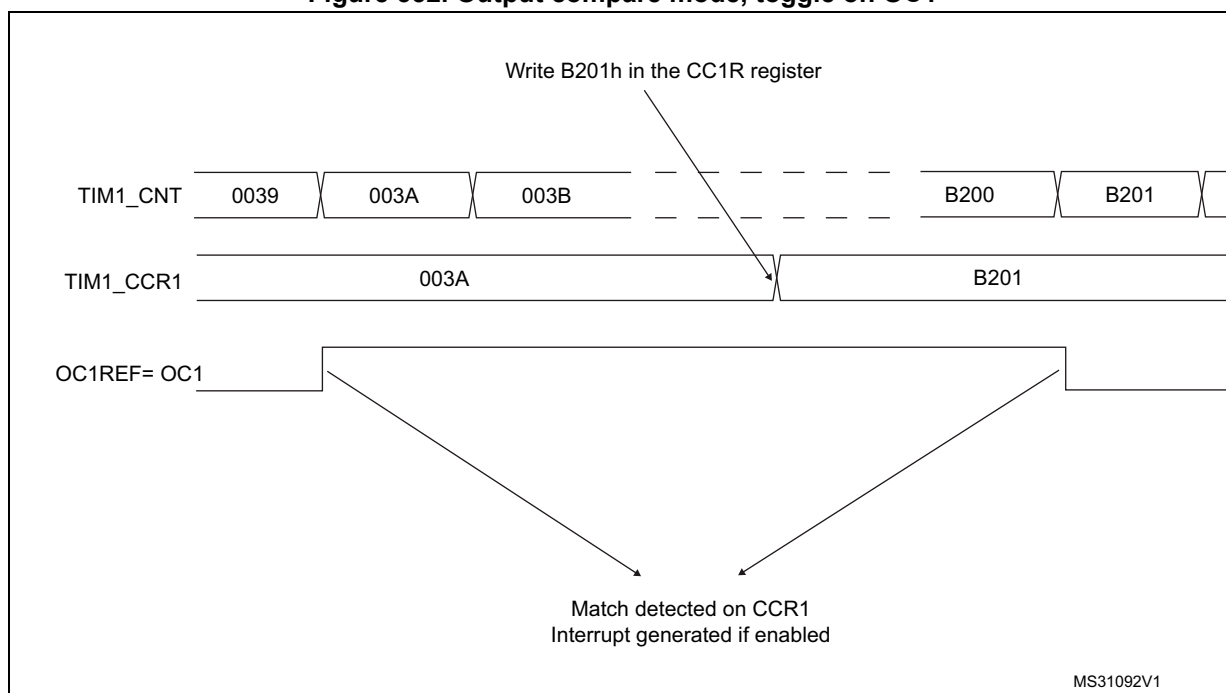 Write B201h in the CC1R register
TIM1_CNT 0039 003A 003B B200 B201
TIM1_CCR1 003A B201
OC1REF= OC1
Match detected on CCR1
Interrupt generated if enabled
MS31092V1